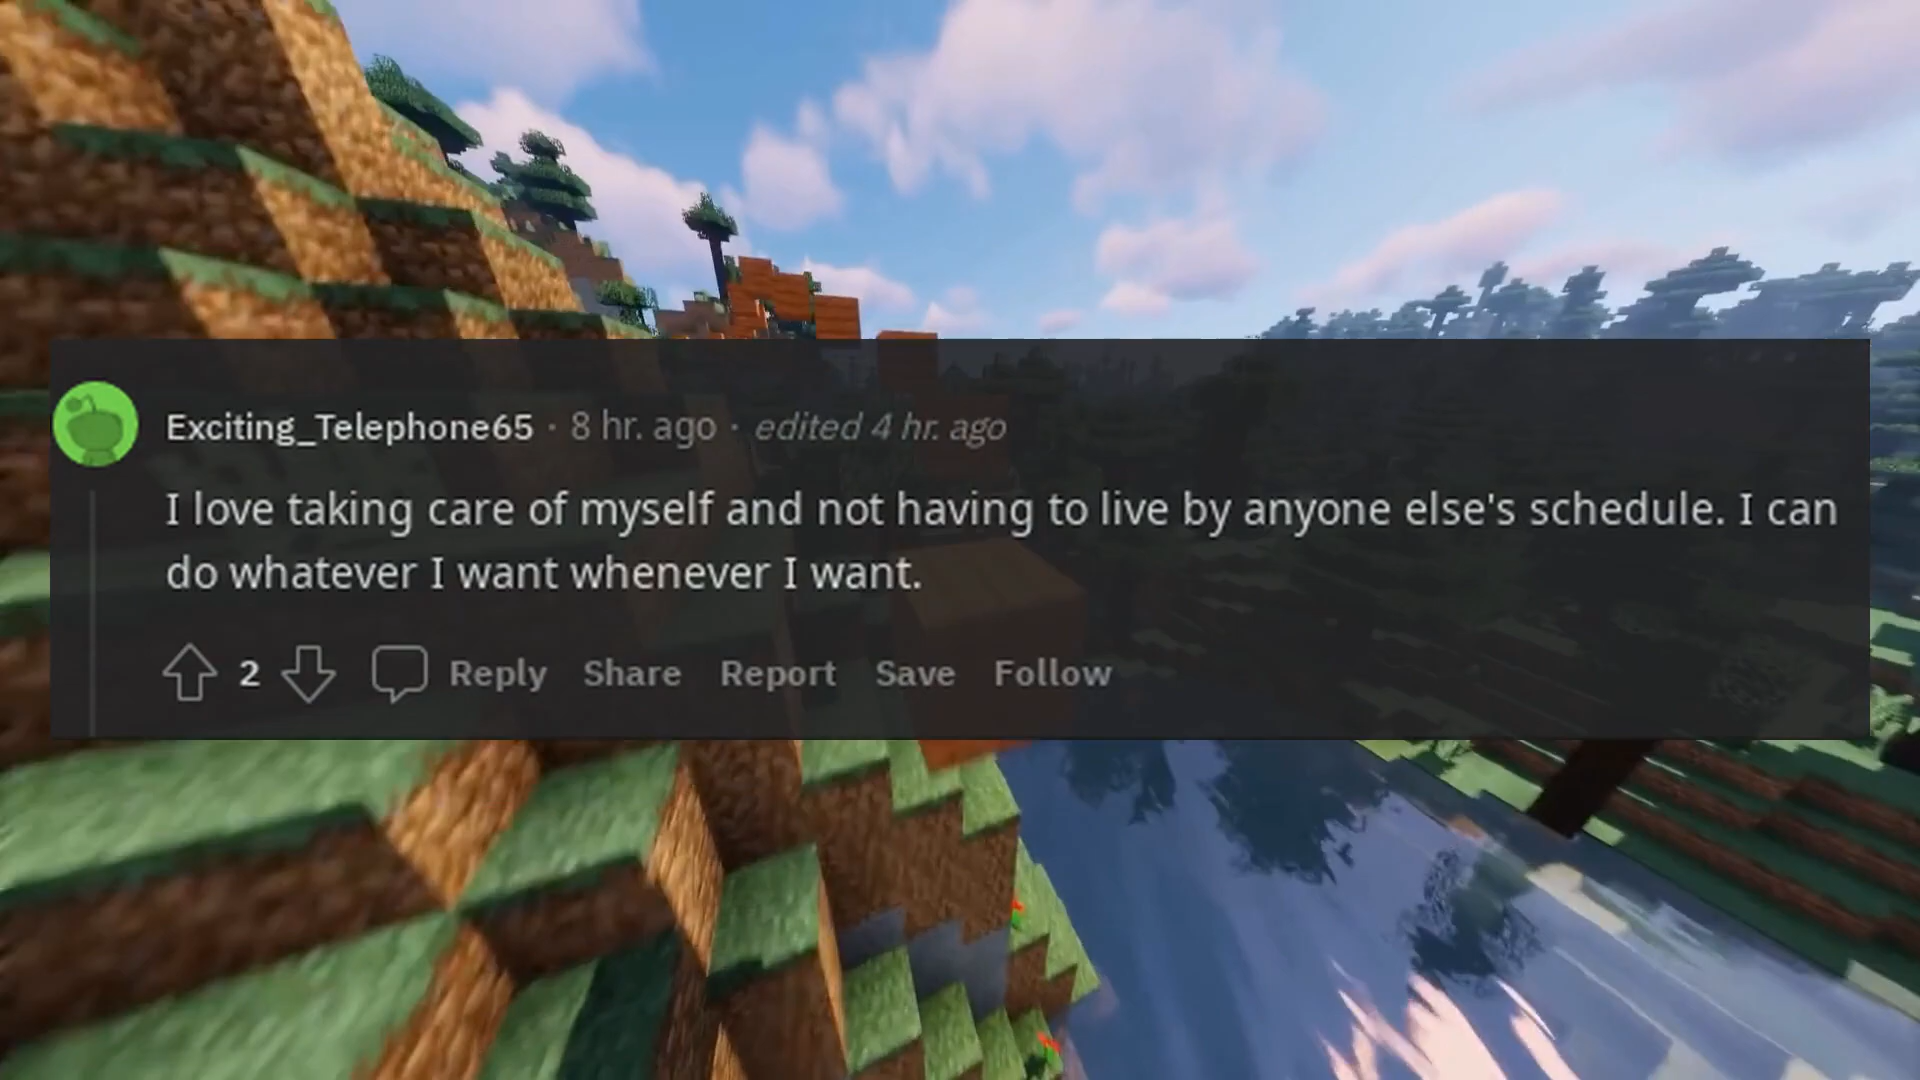 Exciting_Telephone65 · 8 hr. ago · edited 4 hr. ago
I love taking care of myself and not having to live by anyone else's schedule. I can
do whatever I want whenever I want.
2 Reply Share Report Save Follow